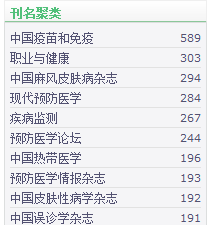 刊名聚类
中国疫苗和免疫 589
职业与健康 303
中国麻风皮肤病杂志 294
现代预防医学 284
疾病监测 267
预防医学论坛 244
中国热带医学 196
预防医学情报杂志 193
中国皮肤性病学杂志 192
中国误诊学杂志 191